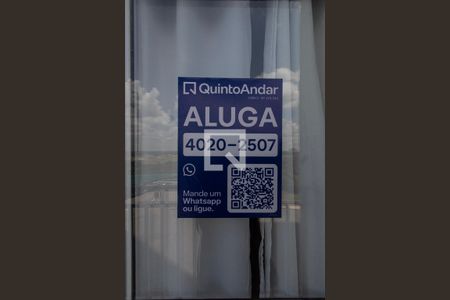 QuintoAndar
ALUGA
4020-2507
Mande um
Whatsapp
ou ligue.